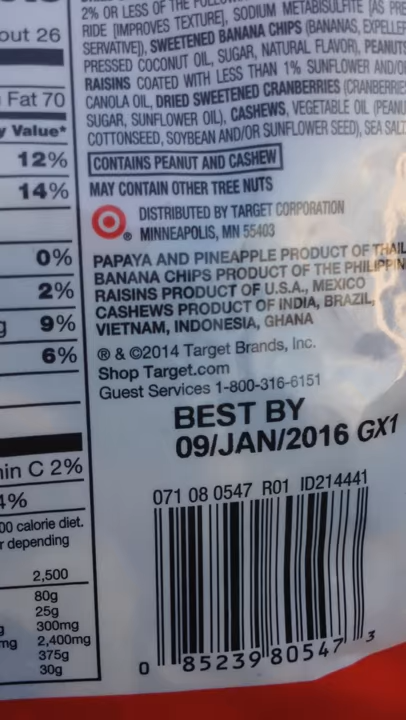 2% OR LESS OF THE
RIDE [IMPROVES TEXTURE], SODIUM METABISULFITE [AS PRE
SERVATIVE]), SWEETENED BANANA CHIPS (BANANAS, EXPELLER
PRESSED COCONUT OIL, SUGAR, NATURAL FLAVOR), PEANUTS
RAISINS COATED WITH LESS THAN 1% SUNFLOWER AND/O
CANOLA OIL, DRIED SWEETENED CRANBERRIES (CRANBERRIE
SUGAR, SUNFLOWER OIL), CASHEWS, VEGETABLE OIL (PEANU
COTTONSEED, SOYBEAN AND/OR SUNFLOWER SEED), SEA SALT
CONTAINS PEANUT AND CASHEW
MAY CONTAIN OTHER TREE NUTS
DISTRIBUTED BY TARGET CORPORATION
® MINNEAPOLIS, MN 55403
PAPAYA AND PINEAPPLE PRODUCT OF THAIL
BANANA CHIPS PRODUCT OF THE PHILIPPIN
RAISINS PRODUCT OF U.S.A., MEXICO
CASHEWS PRODUCT OF INDIA, BRAZIL,
VIETNAM, INDONESIA, GHANA
® & ©2014 Target Brands, Inc.
Shop Target.com
Guest Services 1-800-316-6151
BEST BY
09/JAN/2016 GX1
071 08 0547 R01 ID214441
0 85239 80547 3
out 26
Fat 70
y Value*
12%
14%
0%
2%
g 9%
6%
min C 2%
4%
00 calorie diet.
r depending
2,500
80g
25g
g 300mg
mg 2,400mg
375g
30g